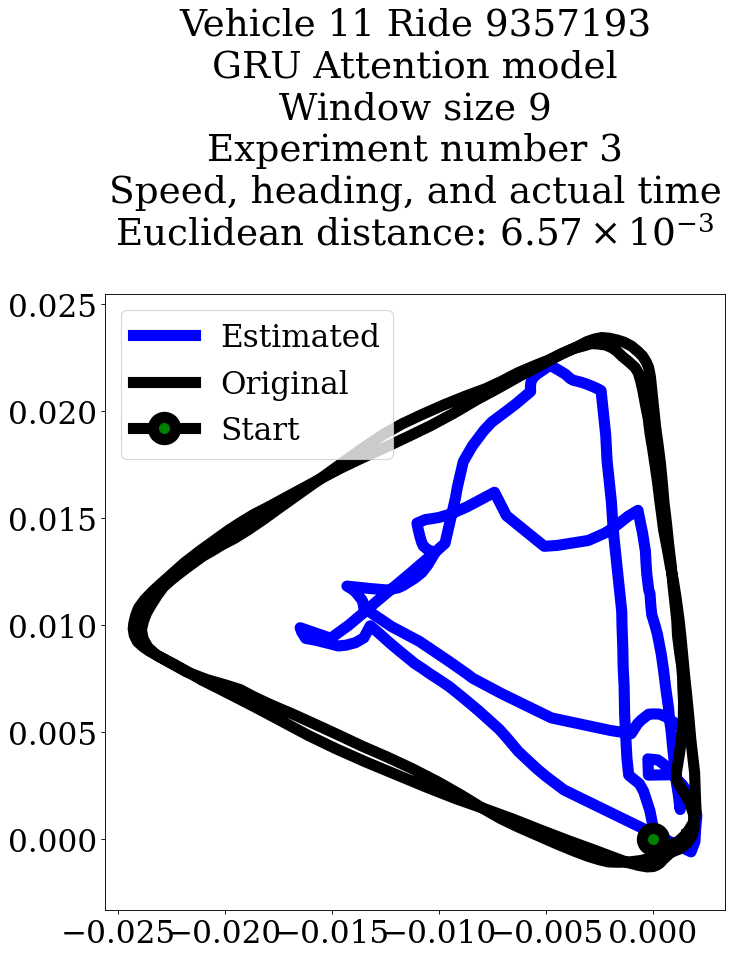 Vehicle 11 Ride 9357193
GRU Attention model
Window size 9
Experiment number 3
Speed, heading, and actual time
Euclidean distance: 6.57 × 10⁻³
Estimated
Original
Start
0.025
0.020
0.015
0.010
0.005
0.000
−0.025 −0.020 −0.015 −0.010 −0.005 0.000